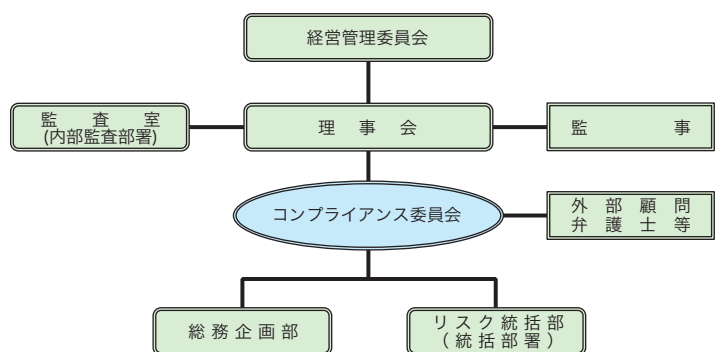 経営管理委員会
監査室
(内部監査部署)
理事会
監事
コンプライアンス委員会
外部顧問
弁護士等
総務企画部
リスク統括部
(統括部署)